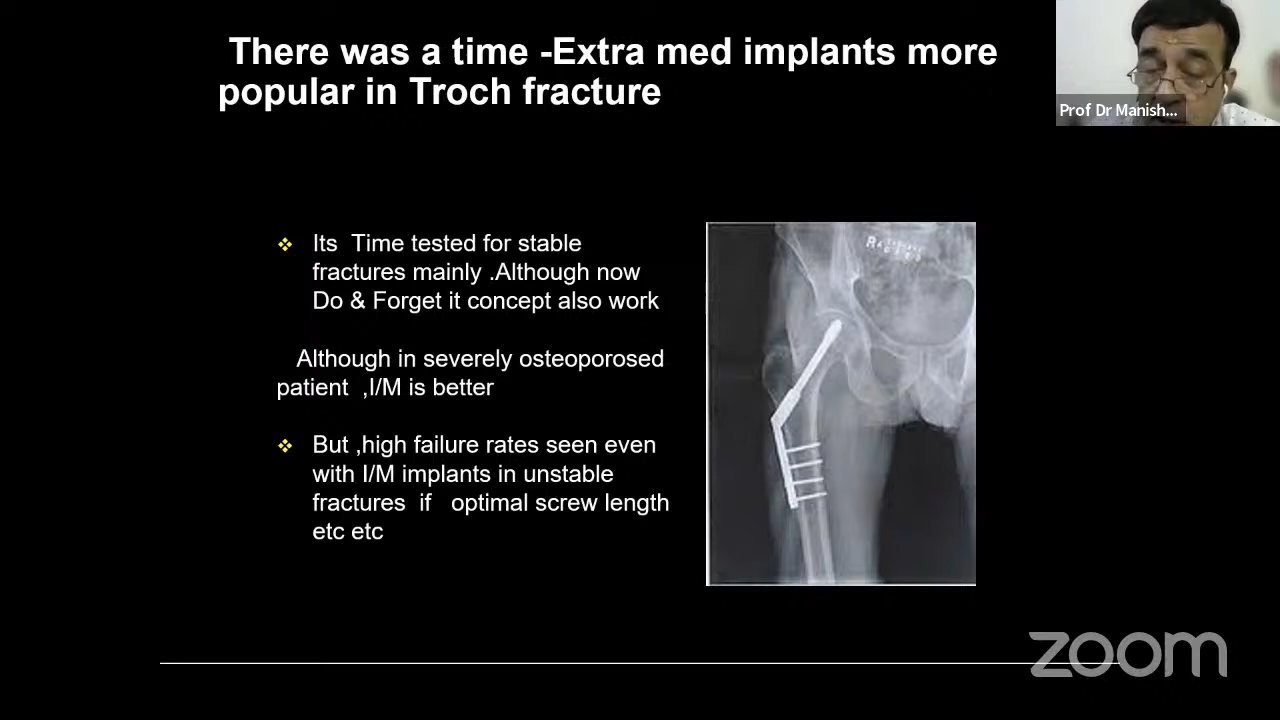 There was a time -Extra med implants more
popular in Troch fracture
Prof Dr Manish...
Its Time tested for stable
fractures mainly .Although now
Do & Forget it concept also work
Although in severely osteoporosed
patient ,I/M is better
But ,high failure rates seen even
with I/M implants in unstable
fractures if optimal screw length
etc etc
R
zoom